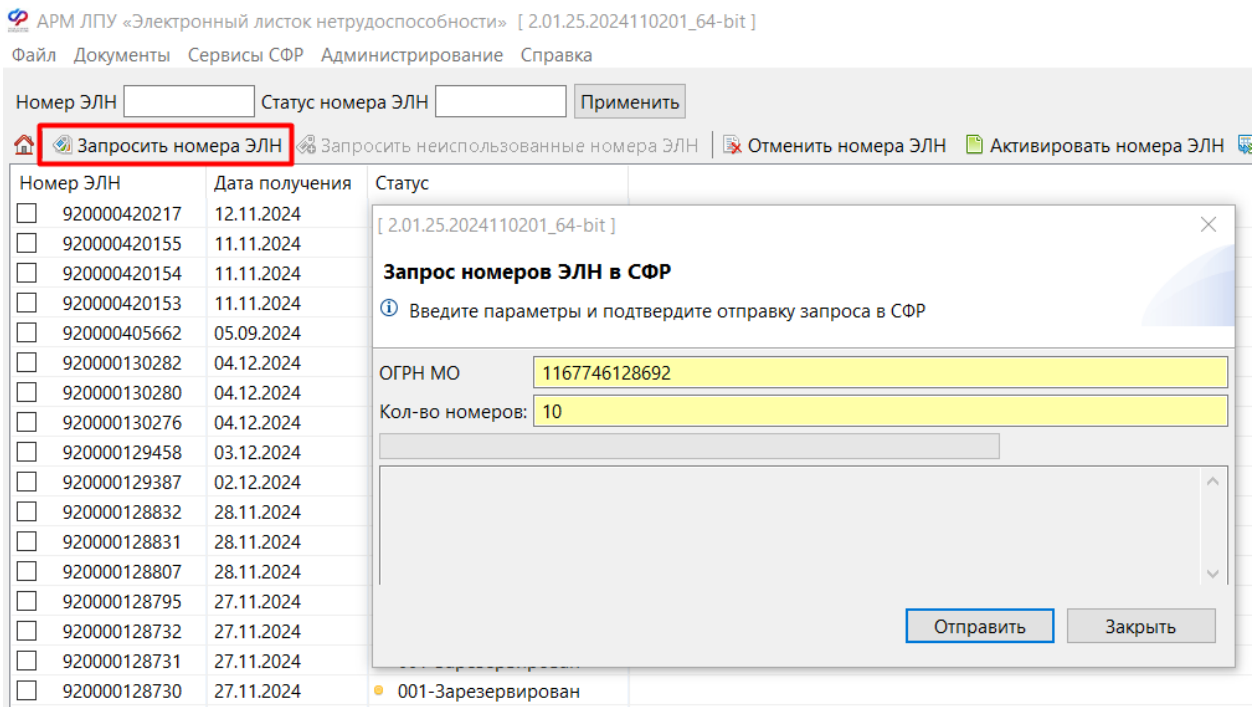 АРМ ЛПУ «Электронный листок нетрудоспособности» [ 2.01.25.2024110201_64-bit ]
Файл Документы Сервисы СФР Администрирование Справка
Номер ЭЛН Статус номера ЭЛН Применить
Запросить номера ЭЛН Запросить неиспользованные номера ЭЛН Отменить номера ЭЛН Активировать номера ЭЛН
Номер ЭЛН Дата получения Статус
920000420217 12.11.2024
920000420155 11.11.2024
920000420154 11.11.2024
920000420153 11.11.2024
920000405662 05.09.2024
920000130282 04.12.2024
920000130280 04.12.2024
920000130276 04.12.2024
920000129458 03.12.2024
920000129387 02.12.2024
920000128832 28.11.2024
920000128831 28.11.2024
920000128807 28.11.2024
920000128795 27.11.2024
920000128732 27.11.2024
920000128731 27.11.2024
920000128730 27.11.2024 001-Зарезервирован
[ 2.01.25.2024110201_64-bit ]
Запрос номеров ЭЛН в СФР
Введите параметры и подтвердите отправку запроса в СФР
ОГРН МО 1167746128692
Кол-во номеров: 10
Отправить Закрыть